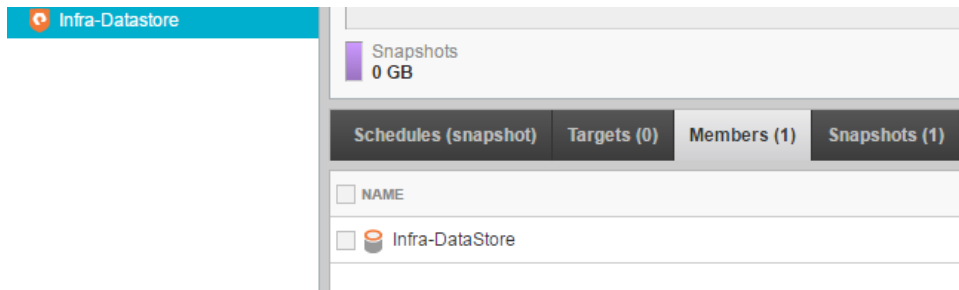 Infra-Datastore
Snapshots
0 GB
Schedules (snapshot) Targets (0) Members (1) Snapshots (1)
NAME
Infra-DataStore